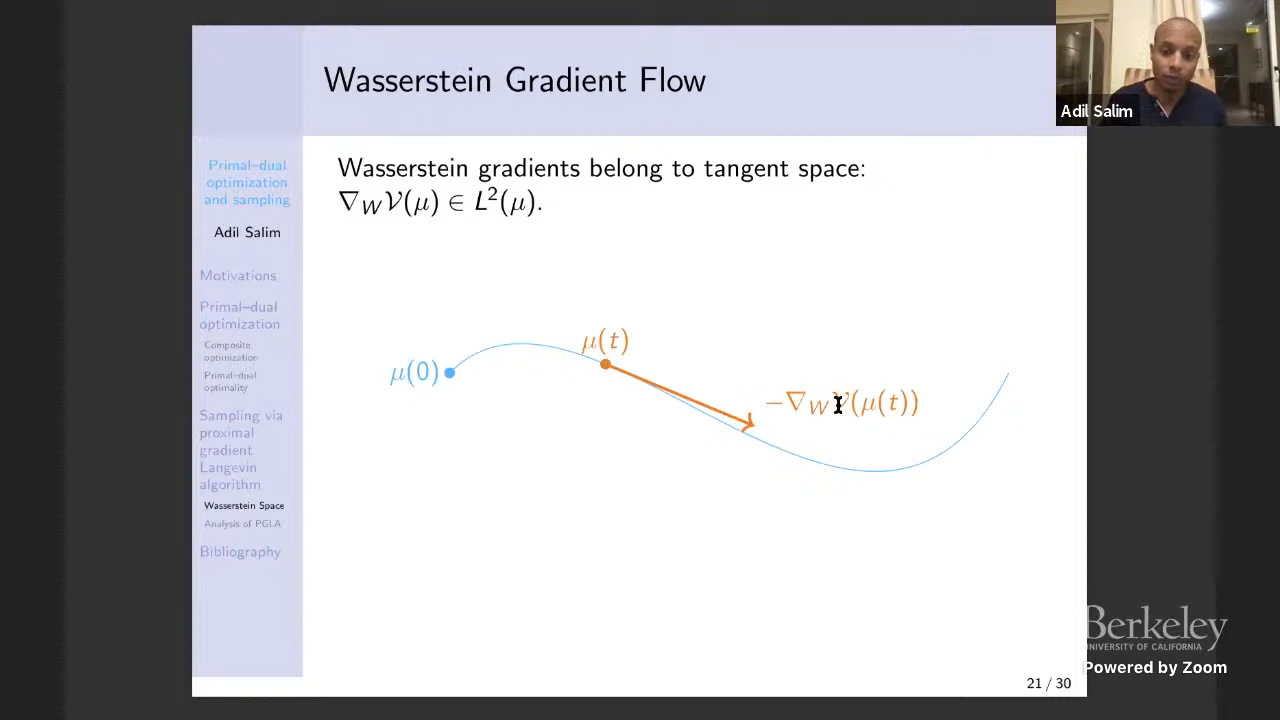 Wasserstein Gradient Flow
Adil Salim
Primal–dual
optimization
and sampling
Adil Salim
Motivations
Primal–dual
optimization
Composite
optimization
Primal-dual
optimality
Sampling via
proximal
gradient
Langevin
algorithm
Wasserstein Space
Analysis of PGLA
Bibliography
Wasserstein gradients belong to tangent space:
∇_W 𝒱(μ) ∈ L²(μ).
μ(t)
μ(0)
−∇_W 𝒱(μ(t))
Berkeley
UNIVERSITY OF CALIFORNIA
Powered by Zoom
21 / 30